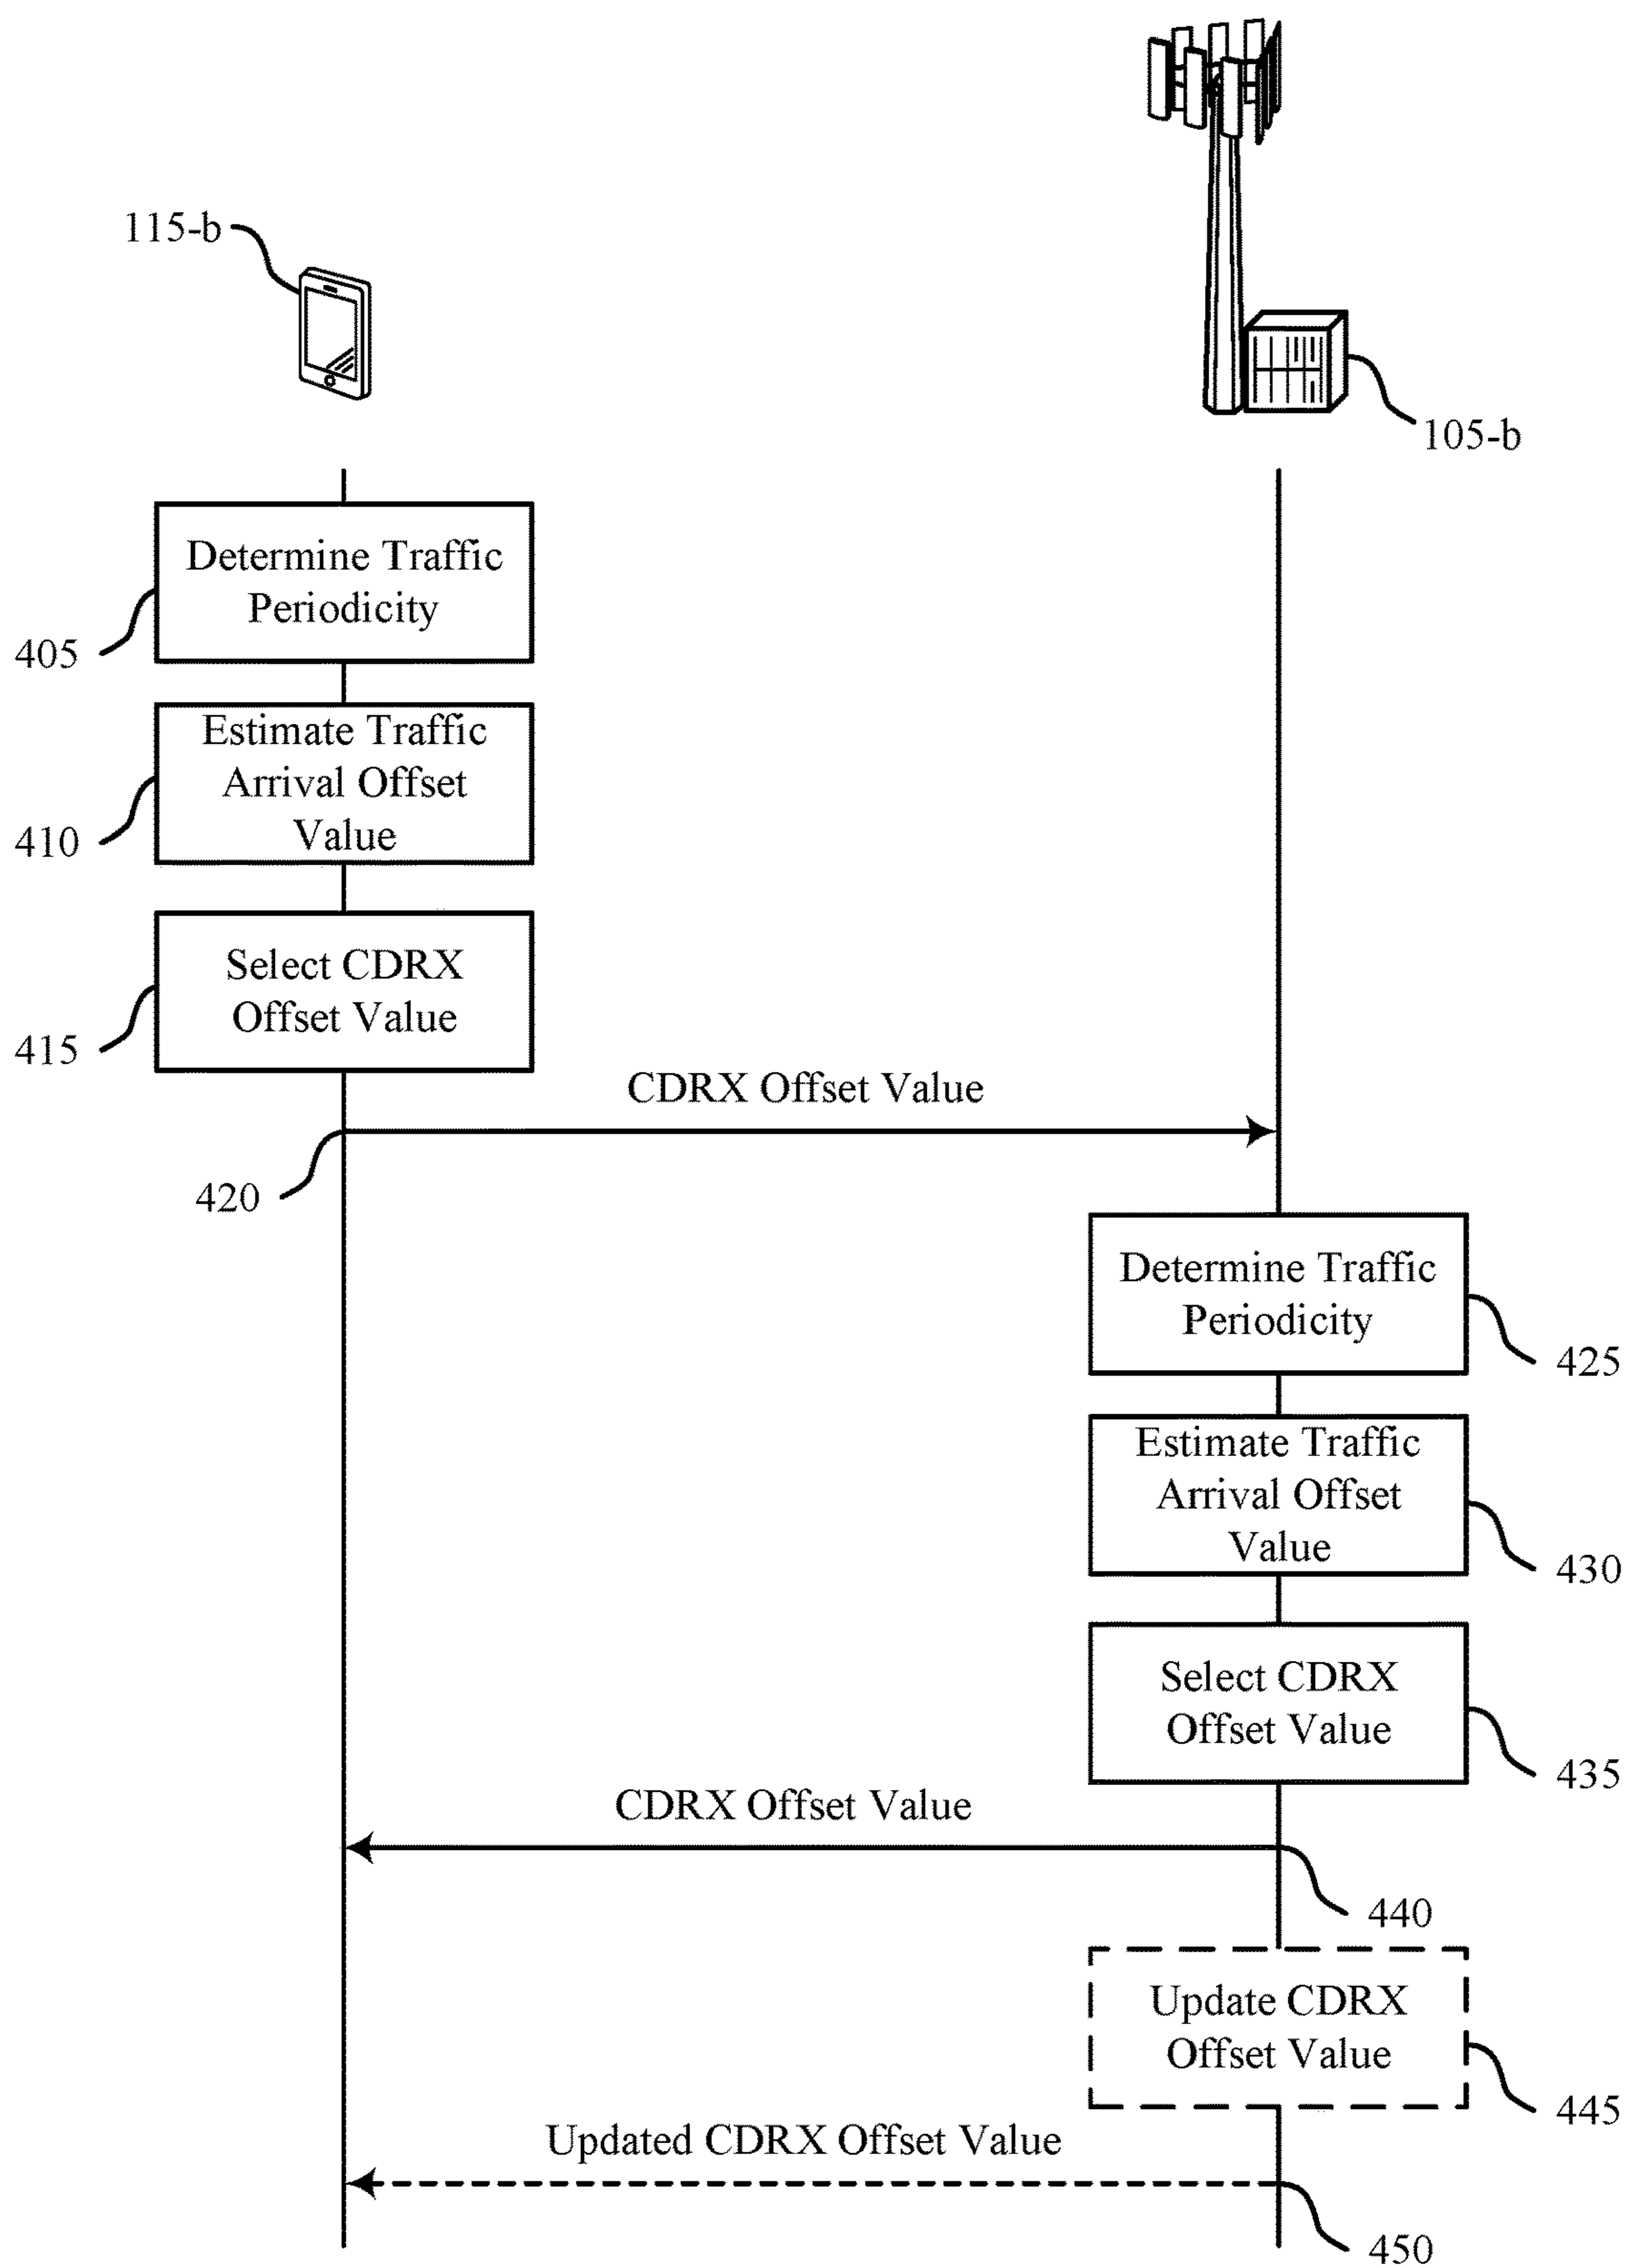 115-b
105-b
Determine Traffic
Periodicity
405
Estimate Traffic
Arrival Offset
Value
410
Select CDRX
Offset Value
415
CDRX Offset Value
420
Determine Traffic
Periodicity
425
Estimate Traffic
Arrival Offset
Value
430
Select CDRX
Offset Value
435
CDRX Offset Value
440
Update CDRX
Offset Value
445
Updated CDRX Offset Value
450